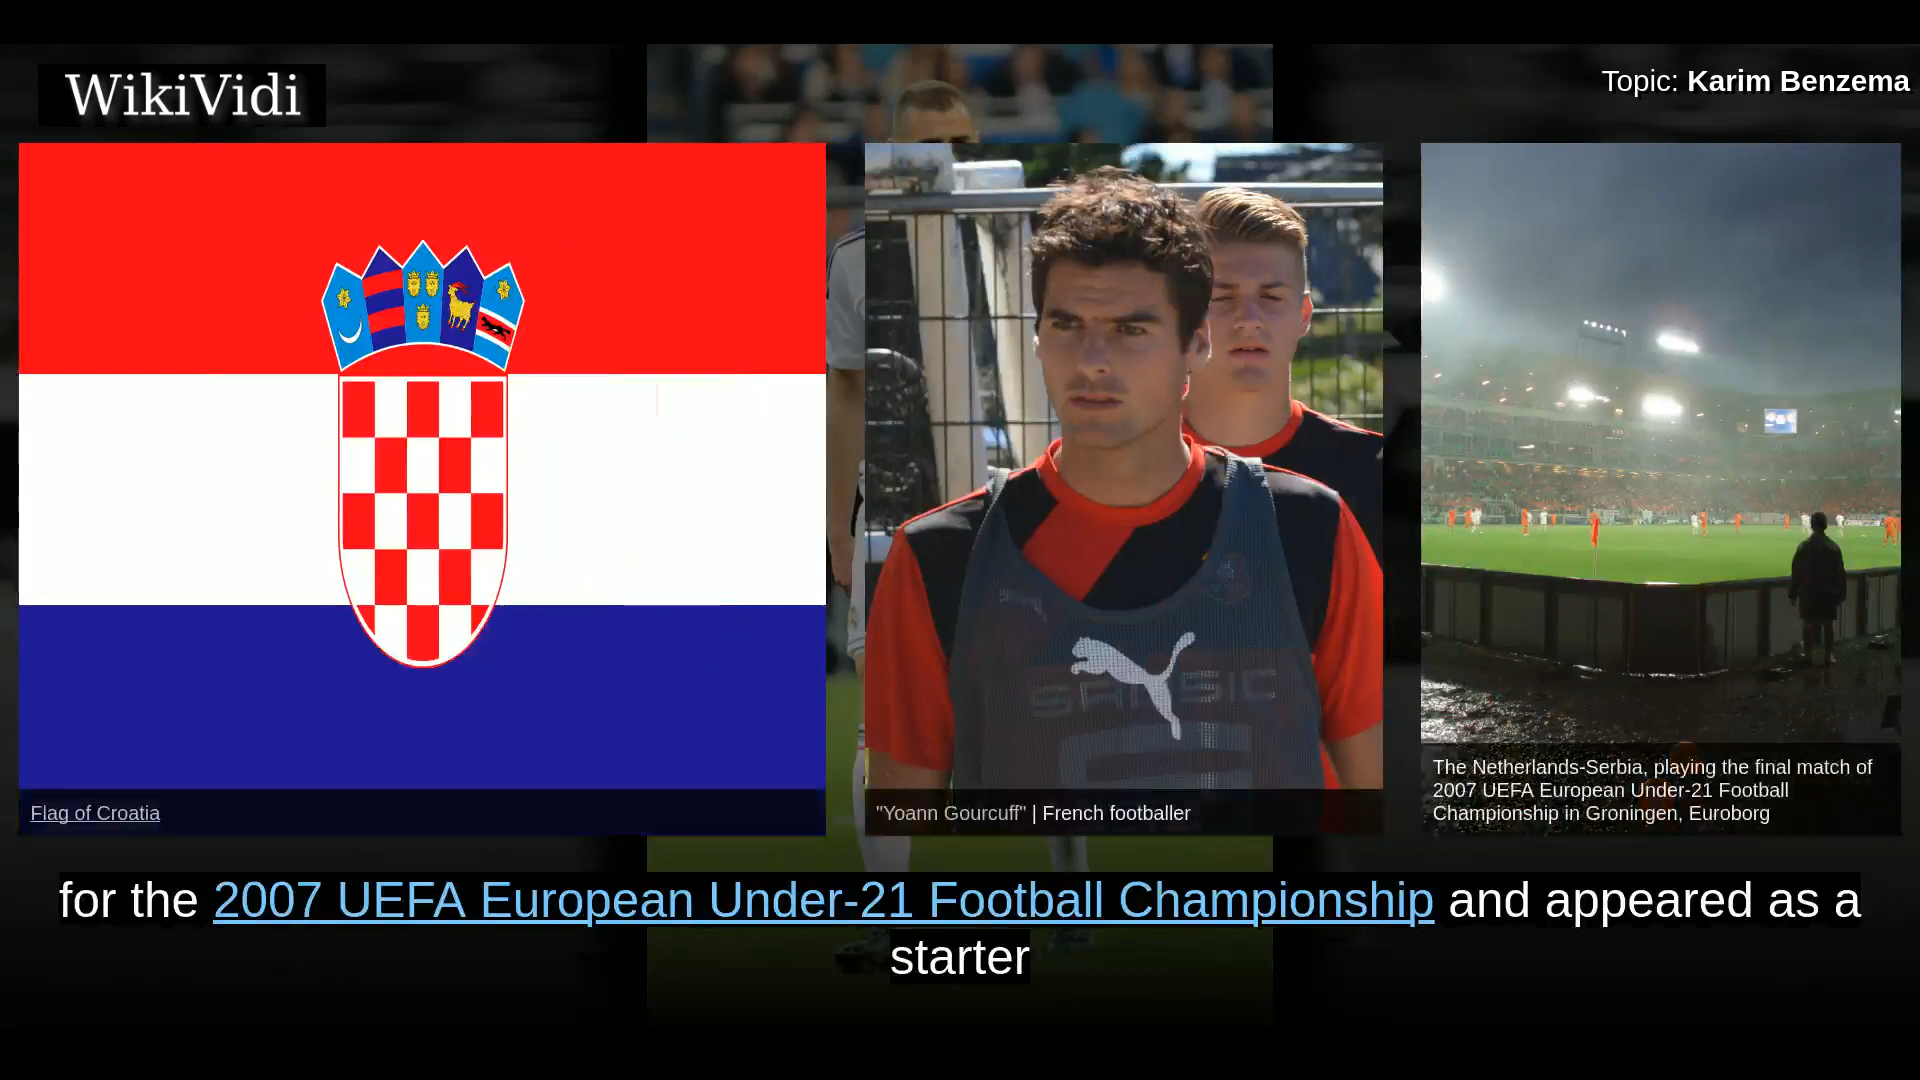 WikiVidi
Topic: Karim Benzema
Flag of Croatia
"Yoann Gourcuff" | French footballer
SAMSIC
The Netherlands-Serbia, playing the final match of
2007 UEFA European Under-21 Football
Championship in Groningen, Euroborg
for the 2007 UEFA European Under-21 Football Championship and appeared as a
starter